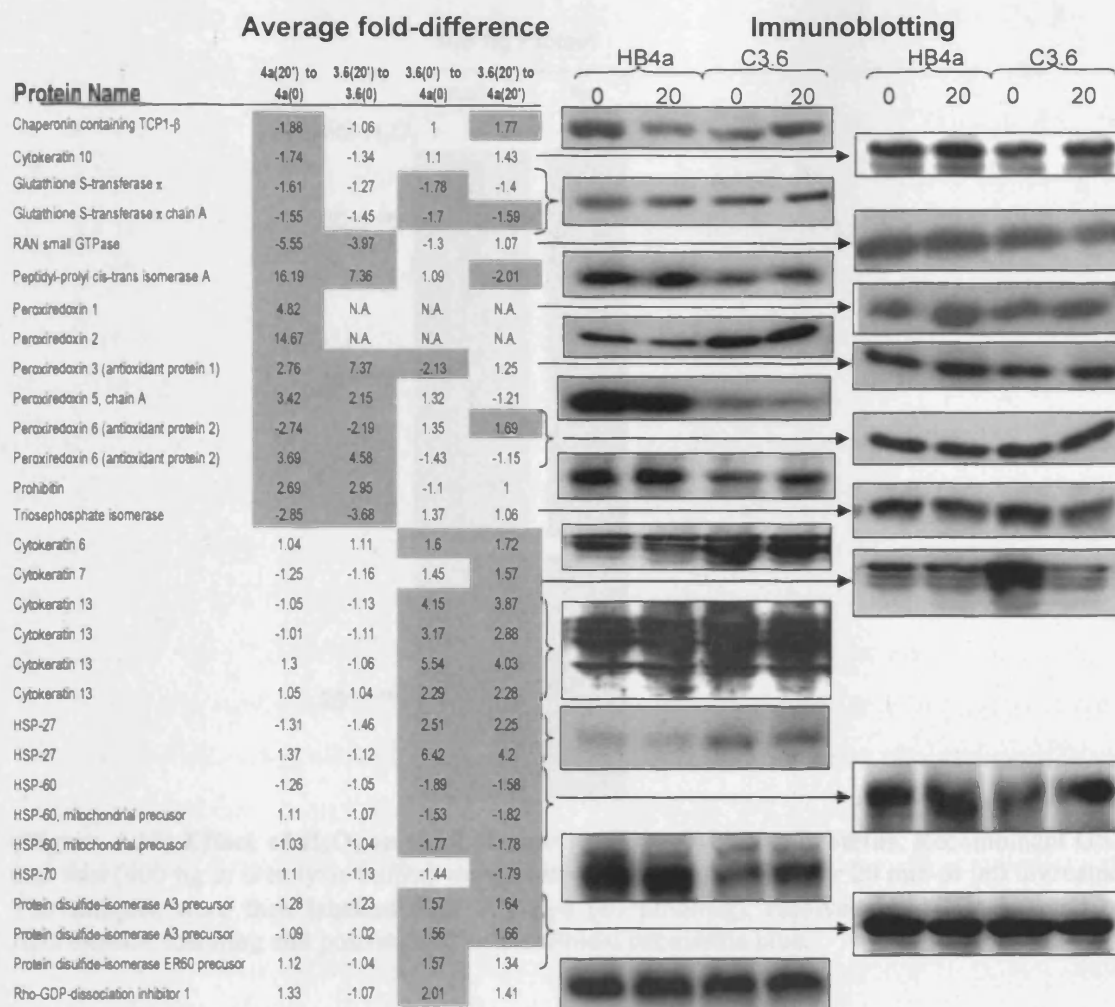 Average fold-difference Immunoblotting
HB4a C3.6 HB4a C3.6
Protein Name 4a(20') to 4a(0) 3.6(20') to 3.6(0) 3.6(0') to 4a(0) 3.6(20') to 4a(20') 0 20 0 20 0 20 0 20
Chaperonin containing TCP1-β -1.88 -1.06 1 1.77
Cytokeratin 10 -1.74 -1.34 1.1 1.43
Glutathione S-transferase π -1.61 -1.27 -1.78 -1.4
Glutathione S-transferase π chain A -1.55 -1.45 -1.7 -1.59
RAN small GTPase -5.55 -3.97 -1.3 1.07
Peptidyl-prolyl cis-trans isomerase A 16.19 7.36 1.09 -2.01
Peroxiredoxin 1 4.82 N.A. N.A. N.A.
Peroxiredoxin 2 14.67 N.A. N.A. N.A.
Peroxiredoxin 3 (antioxidant protein 1) 2.76 7.37 -2.13 1.25
Peroxiredoxin 5, chain A 3.42 2.15 1.32 -1.21
Peroxiredoxin 6 (antioxidant protein 2) -2.74 -2.19 1.35 1.69
Peroxiredoxin 6 (antioxidant protein 2) 3.69 4.58 -1.43 -1.15
Prohibitin 2.69 2.95 -1.1 1
Triosephosphate isomerase -2.85 -3.68 1.37 1.06
Cytokeratin 6 1.04 1.11 1.6 1.72
Cytokeratin 7 -1.25 -1.16 1.45 1.57
Cytokeratin 13 -1.05 -1.13 4.15 3.87
Cytokeratin 13 -1.01 -1.11 3.17 2.88
Cytokeratin 13 1.3 -1.06 5.54 4.03
Cytokeratin 13 1.05 1.04 2.29 2.28
HSP-27 -1.31 -1.46 2.51 2.25
HSP-27 1.37 -1.12 6.42 4.2
HSP-60 -1.26 -1.05 -1.89 -1.58
HSP-60, mitochondrial precusor 1.11 -1.07 -1.53 -1.82
HSP-60, mitochondrial precusor -1.03 -1.04 -1.77 -1.78
HSP-70 1.1 -1.13 -1.44 -1.79
Protein disulfide-isomerase A3 precursor -1.28 -1.23 1.57 1.64
Protein disulfide-isomerase A3 precursor -1.09 -1.02 1.56 1.66
Protein disulfide-isomerase ER60 precusor 1.12 -1.04 1.57 1.34
Rho-GDP-dissociation inhibitor 1 1.33 -1.07 2.01 1.41